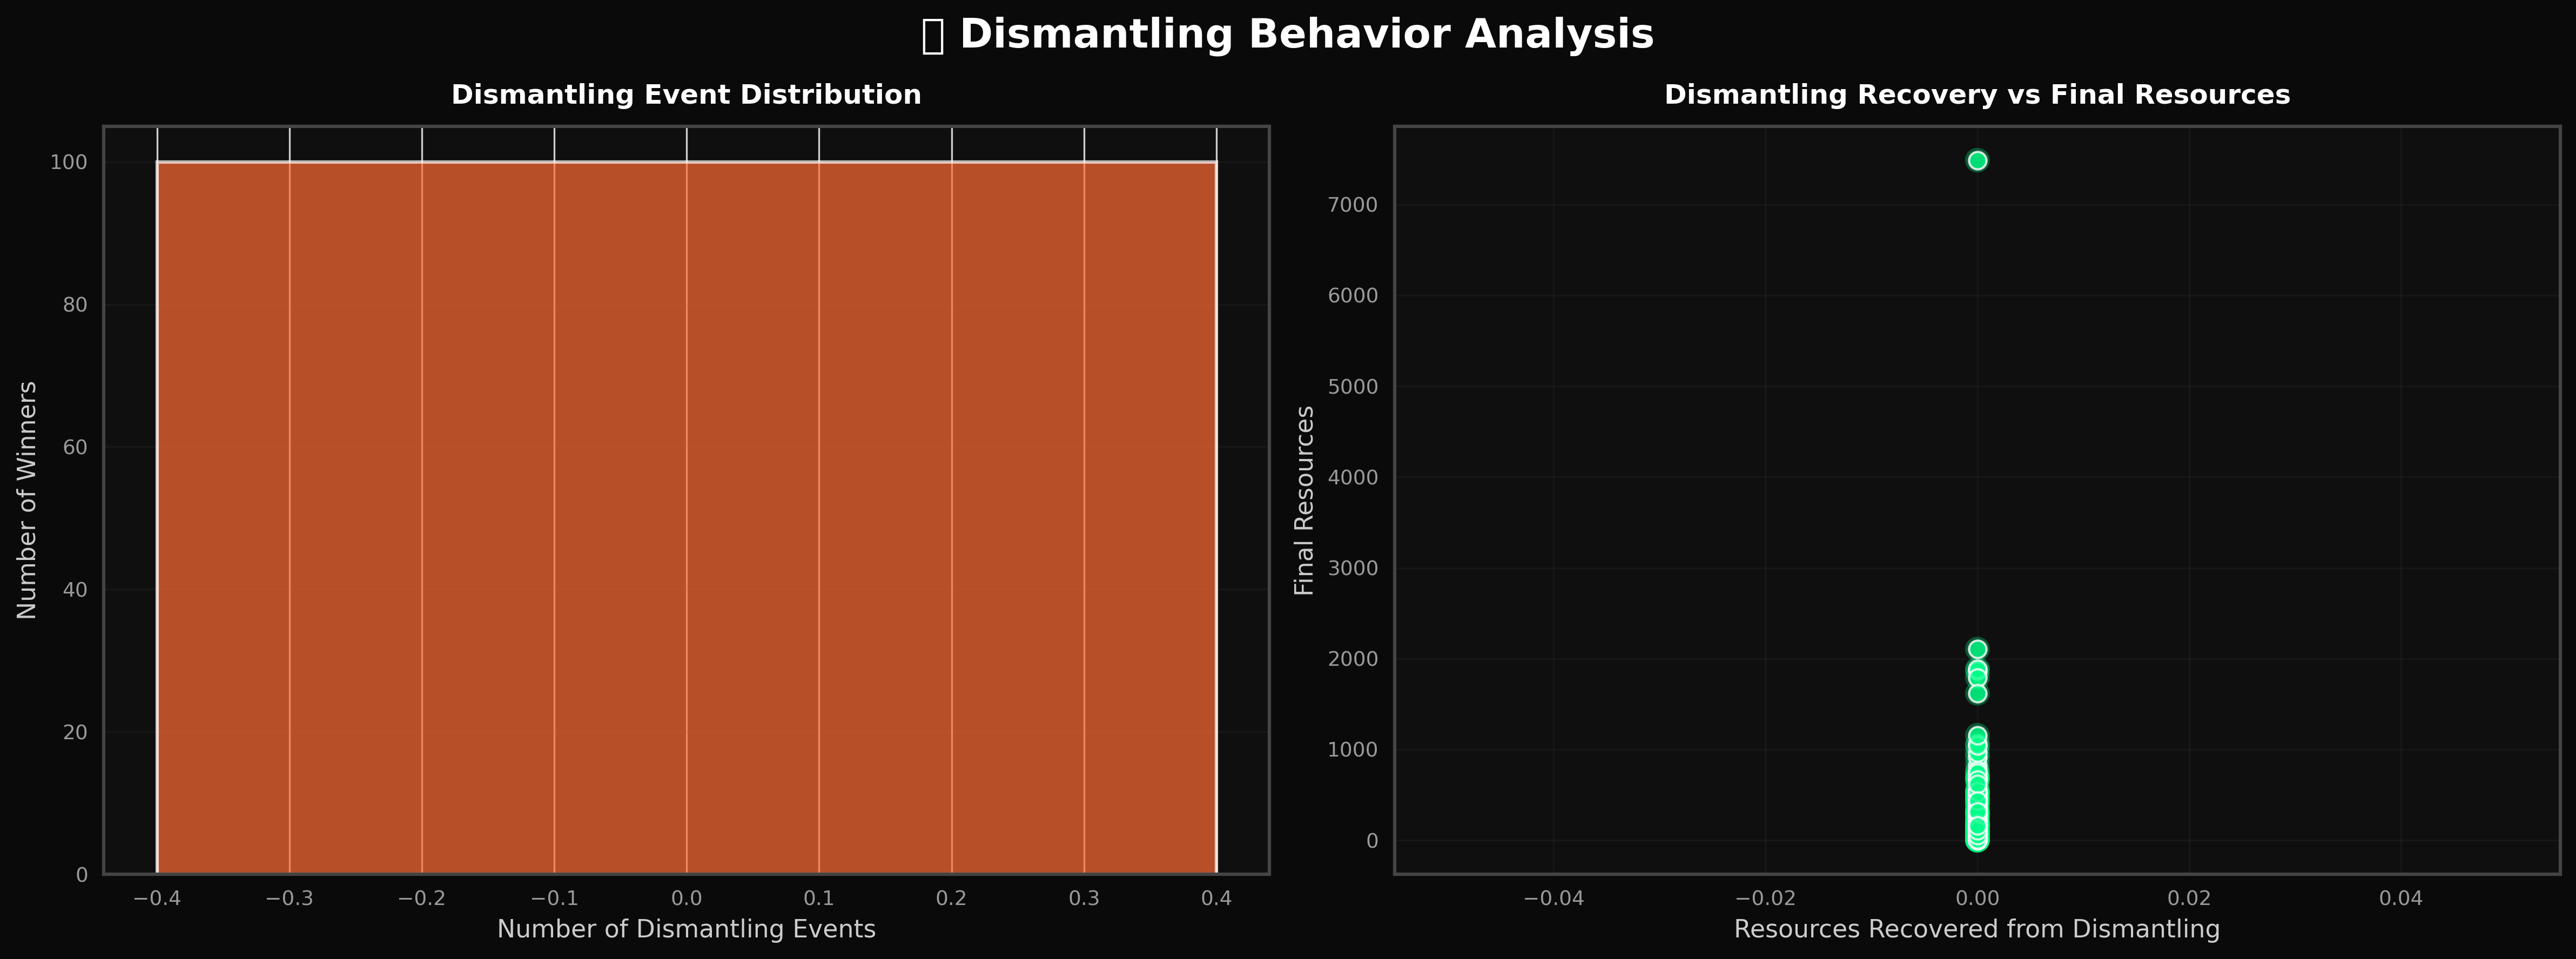 Dismantling Behavior Analysis
Dismantling Event Distribution
Number of Winners
100
80
60
40
20
0
−0.4 −0.3 −0.2 −0.1 0.0 0.1 0.2 0.3 0.4
Number of Dismantling Events
Dismantling Recovery vs Final Resources
Final Resources
7000
6000
5000
4000
3000
2000
1000
0
−0.04 −0.02 0.00 0.02 0.04
Resources Recovered from Dismantling